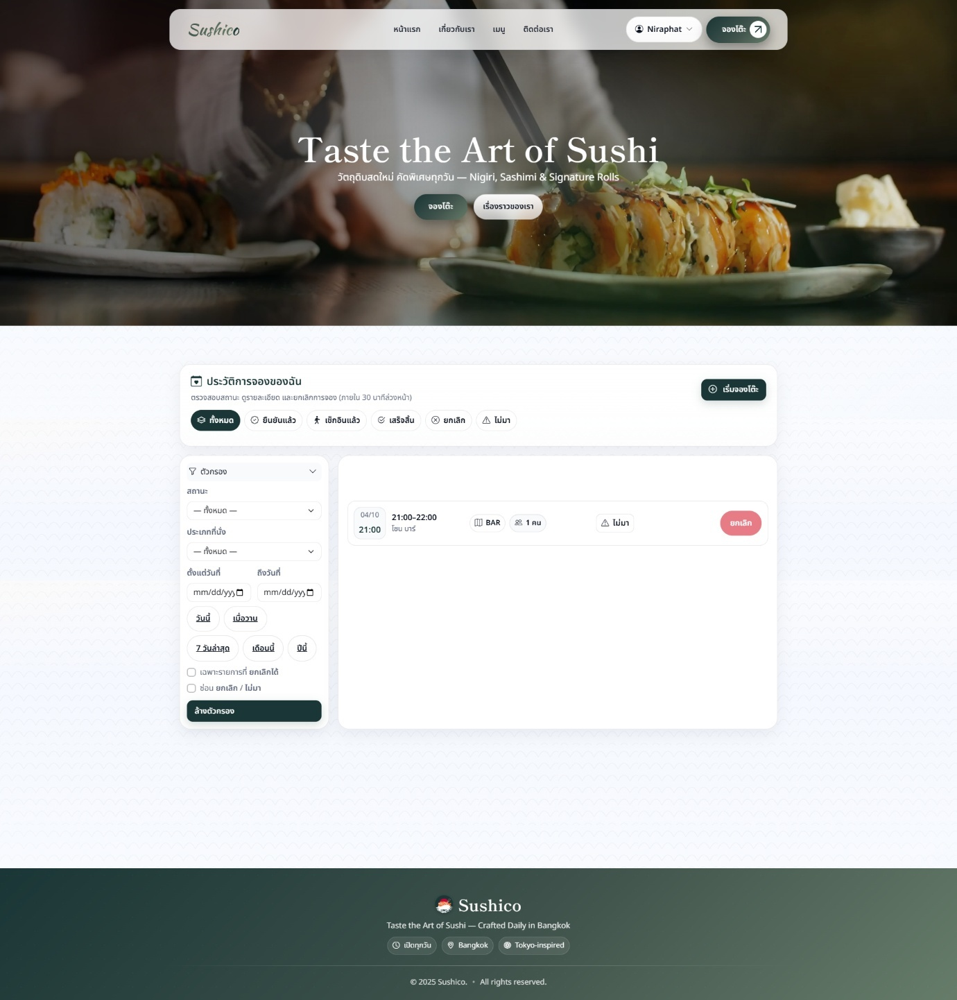 Sushico
หน้าแรก เกี่ยวกับเรา เมนู ติดต่อเรา
Niraphat
จองโต๊ะ
Taste the Art of Sushi
วัตถุดิบสดใหม่ คัดพิเศษทุกวัน — Nigiri, Sashimi & Signature Rolls
จองโต๊ะ เรื่องราวของเรา
ประวัติการจองของฉัน
ตรวจสอบสถานะ ดูรายละเอียด และยกเลิกการจอง (ภายใน 30 นาทีล่วงหน้า)
เริ่มจองโต๊ะ
ทั้งหมด ยืนยันแล้ว เช็กอินแล้ว เสร็จสิ้น ยกเลิก ไม่มา
ตัวกรอง
สถานะ
— ทั้งหมด —
ประเภทที่นั่ง
— ทั้งหมด —
ตั้งแต่วันที่ ถึงวันที่
mm/dd/yyy mm/dd/yyy
วันนี้ เมื่อวาน
7 วันล่าสุด เดือนนี้ ปีนี้
เฉพาะรายการที่ ยกเลิกได้
ซ่อน ยกเลิก / ไม่มา
ล้างตัวกรอง
04/10
21:00
21:00–22:00
โซน บาร์
BAR
1 คน
ไม่มา
ยกเลิก
Sushico
Taste the Art of Sushi — Crafted Daily in Bangkok
เปิดทุกวัน Bangkok Tokyo-inspired
© 2025 Sushico. • All rights reserved.